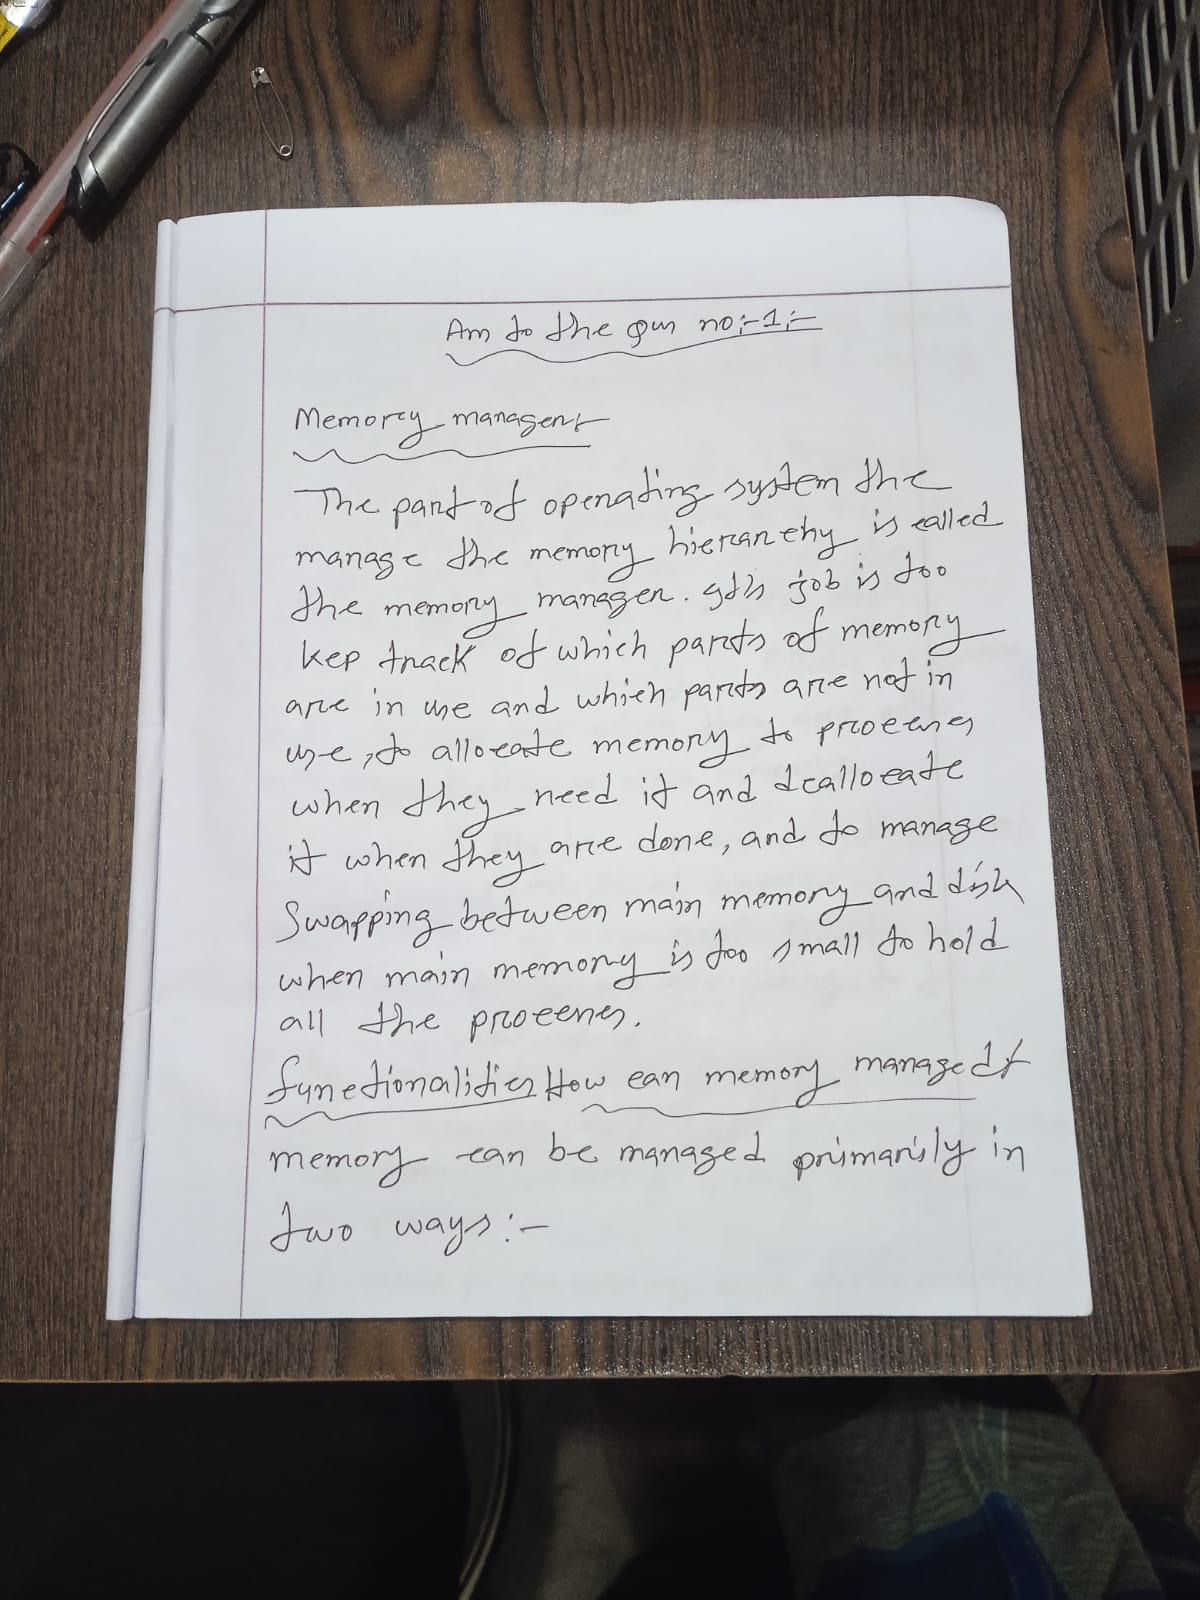 Ans to the Qus no:-1:-
Memory managent
The part of operating system the
manage the memory hierarchy is called
the memory manager. Its job is too
kep track of which parts of memory
are in use and which parts are not in
use, to allocate memory to processes
when they need it and deallocate
it when they are done, and to manage
Swapping between main memory and disk
when main memory is too small to hold
all the processes.
functionalities How can memory managed
memory can be managed primarily in
two ways:-